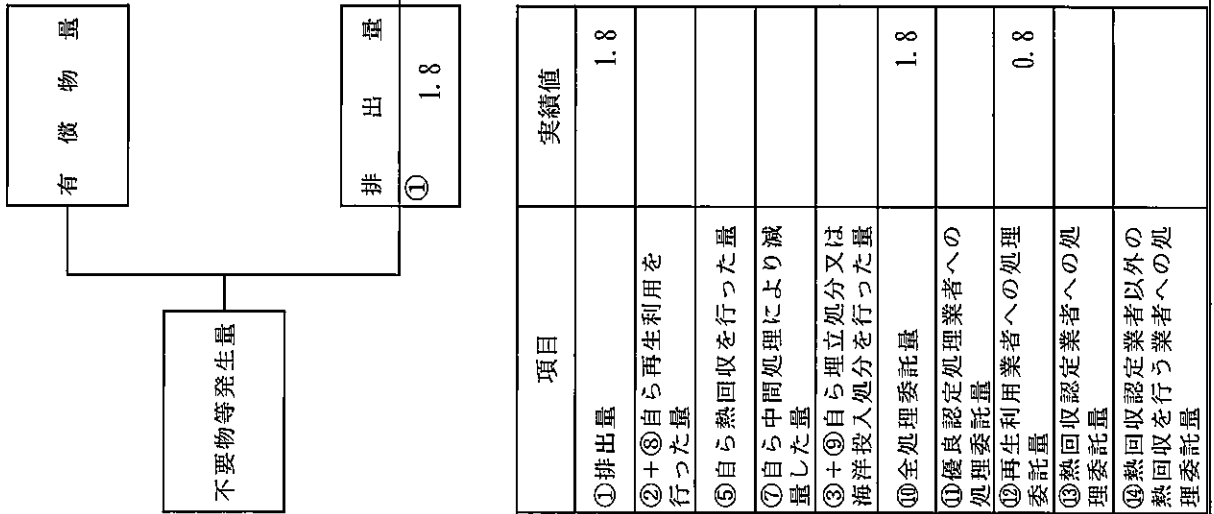 有償物量
不要物等発生量
排出量
①
1.8
項目
実績値
①排出量
1.8
②+⑧自ら再生利用を
行った量
⑤自ら熱回収を行った量
⑦自ら中間処理により減
量した量
③+⑨自ら埋立処分又は
海洋投入処分を行った量
⑩全処理委託量
1.8
⑪優良認定処理業者への
処理委託量
⑫再生利用業者への処理
委託量
0.8
⑬熱回収認定業者への処
理委託量
⑭熱回収認定業者以外の
熱回収を行う業者への処
理委託量